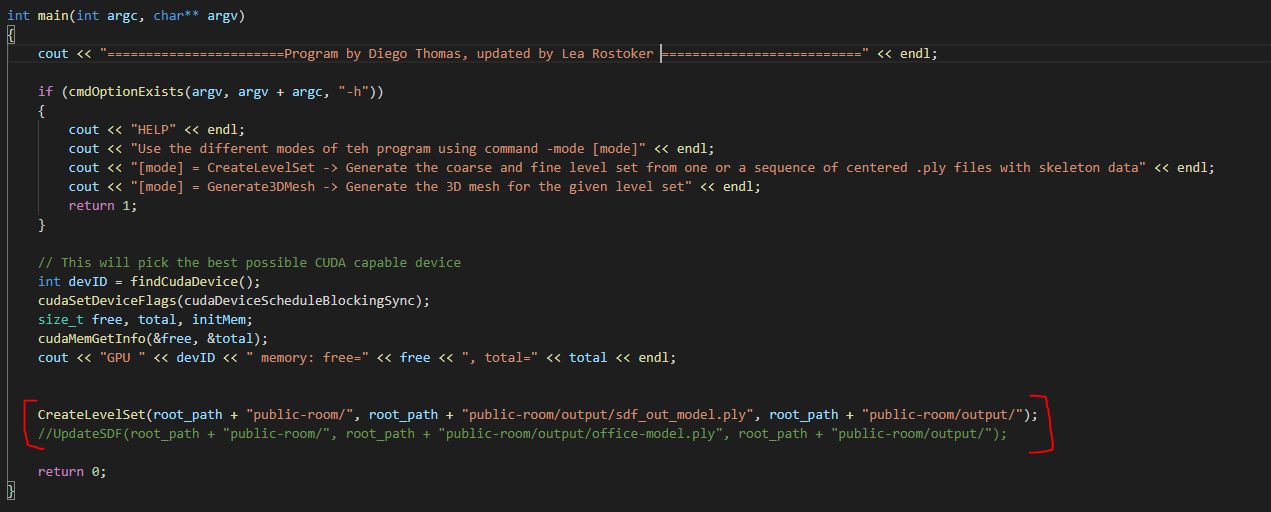 int main(int argc, char** argv)
{
cout << "=======================Program by Diego Thomas, updated by Lea Rostoker ==========================" << endl;
if (cmdOptionExists(argv, argv + argc, "-h"))
{
cout << "HELP" << endl;
cout << "Use the different modes of teh program using command -mode [mode]" << endl;
cout << "[mode] = CreateLevelSet -> Generate the coarse and fine level set from one or a sequence of centered .ply files with skeleton data" << endl;
cout << "[mode] = Generate3DMesh -> Generate the 3D mesh for the given level set" << endl;
return 1;
}
// This will pick the best possible CUDA capable device
int devID = findCudaDevice();
cudaSetDeviceFlags(cudaDeviceScheduleBlockingSync);
size_t free, total, initMem;
cudaMemGetInfo(&free, &total);
cout << "GPU " << devID << " memory: free=" << free << ", total=" << total << endl;
CreateLevelSet(root_path + "public-room/", root_path + "public-room/output/sdf_out_model.ply", root_path + "public-room/output/");
//UpdateSDF(root_path + "public-room/", root_path + "public-room/output/office-model.ply", root_path + "public-room/output/");
return 0;
}